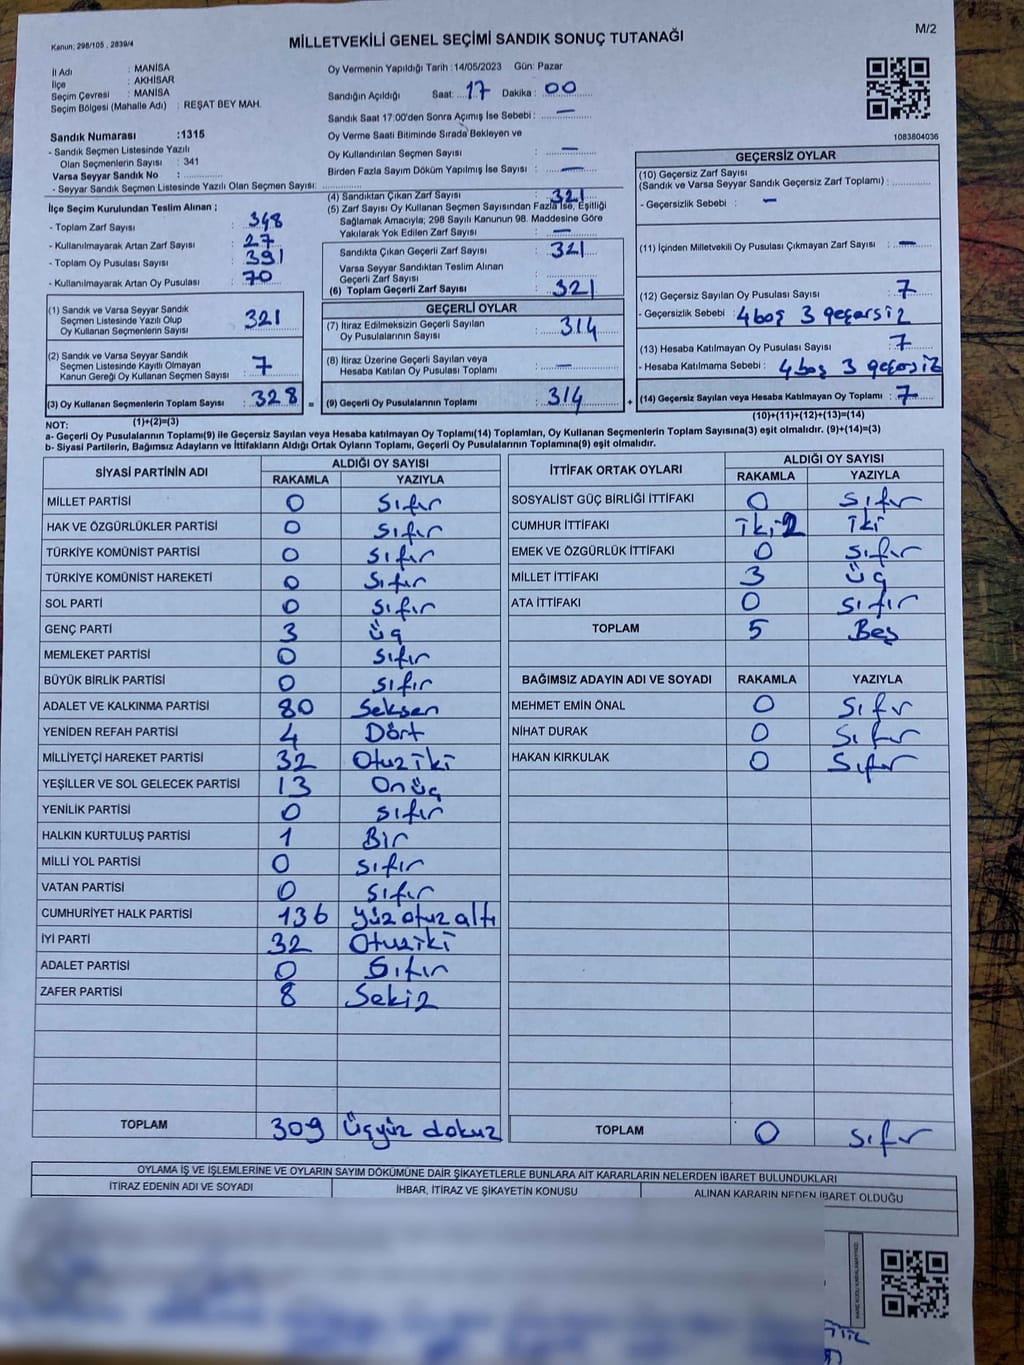 Kanun: 298/105 , 2839/4
MİLLETVEKİLİ GENEL SEÇİMİ SANDIK SONUÇ TUTANAĞI
M/2
İl Adı : MANİSA
İlçe : AKHİSAR
Seçim Çevresi : MANİSA
Seçim Bölgesi (Mahalle Adı) : REŞAT BEY MAH.
Sandık Numarası :1315
- Sandık Seçmen Listesinde Yazılı
Olan Seçmenlerin Sayısı : 341
Varsa Seyyar Sandık No :
- Seyyar Sandık Seçmen Listesinde Yazılı Olan Seçmen Sayısı:
Oy Vermenin Yapıldığı Tarih :14/05/2023 Gün: Pazar
Sandığın Açıldığı Saat: 17 Dakika : 00
Sandık Saat 17:00'den Sonra Açımış İse Sebebi : —
Oy Verme Saati Bitiminde Sırada Bekleyen ve
Oy Kullandırılan Seçmen Sayısı : —
Birden Fazla Sayım Döküm Yapılmış İse Sayısı : —
1083804036
İlçe Seçim Kurulundan Teslim Alınan ;
- Toplam Zarf Sayısı : 348
- Kullanılmayarak Artan Zarf Sayısı : 27
- Toplam Oy Pusulası Sayısı : 391
- Kullanılmayarak Artan Oy Pusulası : 70
(1) Sandık ve Varsa Seyyar Sandık
Seçmen Listesinde Yazılı Olup
Oy Kullanan Seçmenlerin Sayısı : 321
(2) Sandık ve Varsa Seyyar Sandık
Seçmen Listesinde Kayıtlı Olmayan
Kanun Gereği Oy Kullanan Seçmen Sayısı : 7
(3) Oy Kullanan Seçmenlerin Toplam Sayısı : 328 =
(1)+(2)=(3)
(4) Sandıktan Çıkan Zarf Sayısı : 321
(5) Zarf Sayısı Oy Kullanan Seçmen Sayısından Fazla İse, Eşitliği
Sağlamak Amacıyla; 298 Sayılı Kanunun 98. Maddesine Göre
Yakılarak Yok Edilen Zarf Sayısı : —
Sandıkta Çıkan Geçerli Zarf Sayısı : 321
Varsa Seyyar Sandıktan Teslim Alınan
Geçerli Zarf Sayısı :
(6) Toplam Geçerli Zarf Sayısı : 321
GEÇERLİ OYLAR
(7) İtiraz Edilmeksizin Geçerli Sayılan
Oy Pusulalarının Sayısı : 314
(8) İtiraz Üzerine Geçerli Sayılan veya
Hesaba Katılan Oy Pusulası Toplamı : —
(9) Geçerli Oy Pusulalarının Toplamı : 314 +
GEÇERSİZ OYLAR
(10) Geçersiz Zarf Sayısı
(Sandık ve Varsa Seyyar Sandık Geçersiz Zarf Toplamı) :
- Geçersizlik Sebebi : —
(11) İçinden Milletvekili Oy Pusulası Çıkmayan Zarf Sayısı : —
(12) Geçersiz Sayılan Oy Pusulası Sayısı : 7
- Geçersizlik Sebebi : 4 boş 3 geçersiz
(13) Hesaba Katılmayan Oy Pusulası Sayısı : 7
- Hesaba Katılmama Sebebi : 4 boş 3 geçersiz
(14) Geçersiz Sayılan veya Hesaba Katılmayan Oy Toplamı : 7
(10)+(11)+(12)+(13)=(14)
NOT:
a- Geçerli Oy Pusulalarının Toplamı(9) ile Geçersiz Sayılan veya Hesaba katılmayan Oy Toplamı(14) Toplamları, Oy Kullanan Seçmenlerin Toplam Sayısına(3) eşit olmalıdır. (9)+(14)=(3)
b- Siyasi Partilerin, Bağımsız Adayların ve İttifakların Aldığı Ortak Oyların Toplamı, Geçerli Oy Pusulalarının Toplamına(9) eşit olmalıdır.
SİYASİ PARTİNİN ADI ALDIĞI OY SAYISI
RAKAMLA YAZIYLA
MİLLET PARTİSİ 0 Sıfır
HAK VE ÖZGÜRLÜKLER PARTİSİ 0 Sıfır
TÜRKİYE KOMÜNİST PARTİSİ 0 Sıfır
TÜRKİYE KOMÜNİST HAREKETİ 0 Sıfır
SOL PARTİ 0 Sıfır
GENÇ PARTİ 3 üç
MEMLEKET PARTİSİ 0 Sıfır
BÜYÜK BİRLİK PARTİSİ 0 Sıfır
ADALET VE KALKINMA PARTİSİ 80 Seksen
YENİDEN REFAH PARTİSİ 4 Dört
MİLLİYETÇİ HAREKET PARTİSİ 32 Otuziki
YEŞİLLER VE SOL GELECEK PARTİSİ 13 Onüç
YENİLİK PARTİSİ 0 Sıfır
HALKIN KURTULUŞ PARTİSİ 1 Bir
MİLLİ YOL PARTİSİ 0 Sıfır
VATAN PARTİSİ 0 Sıfır
CUMHURİYET HALK PARTİSİ 136 Yüz otuz altı
İYİ PARTİ 32 Otuziki
ADALET PARTİSİ 0 Sıfır
ZAFER PARTİSİ 8 Sekiz
TOPLAM 309 Üçyüz dokuz
İTTİFAK ORTAK OYLARI ALDIĞI OY SAYISI
RAKAMLA YAZIYLA
SOSYALİST GÜÇ BİRLİĞİ İTTİFAKI 0 Sıfır
CUMHUR İTTİFAKI iki 2 iki
EMEK VE ÖZGÜRLÜK İTTİFAKI 0 Sıfır
MİLLET İTTİFAKI 3 üç
ATA İTTİFAKI 0 Sıfır
TOPLAM 5 Beş
BAĞIMSIZ ADAYIN ADI VE SOYADI RAKAMLA YAZIYLA
MEHMET EMİN ÖNAL 0 Sıfır
NİHAT DURAK 0 Sıfır
HAKAN KIRKULAK 0 Sıfır
TOPLAM 0 Sıfır
OYLAMA İŞ VE İŞLEMLERİNE VE OYLARIN SAYIM DÖKÜMÜNE DAİR ŞİKAYETLERLE BUNLARA AİT KARARLARIN NELERDEN İBARET BULUNDUKLARI
İTİRAZ EDENİN ADI VE SOYADI İHBAR, İTİRAZ VE ŞİKAYETİN KONUSU ALINAN KARARIN NEDEN İBARET OLDUĞU